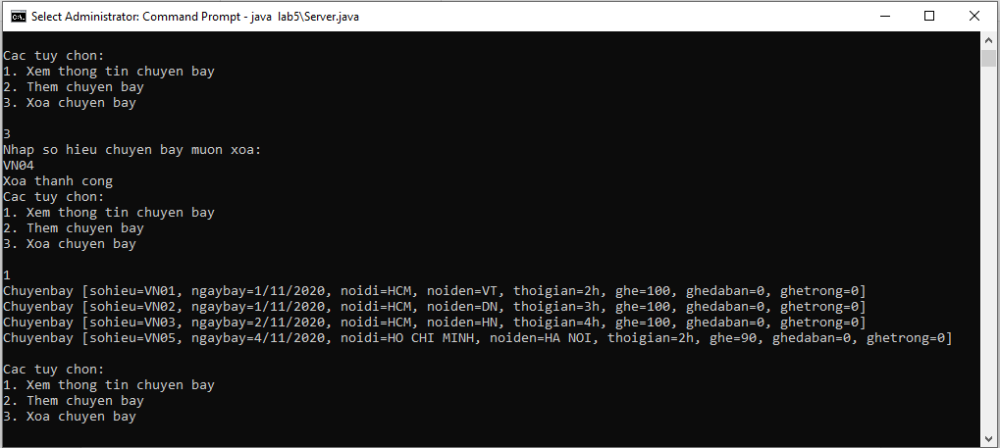 Select Administrator: Command Prompt - java  lab5\Server.java
Cac tuy chon:
1. Xem thong tin chuyen bay
2. Them chuyen bay
3. Xoa chuyen bay
3
Nhap so hieu chuyen bay muon xoa:
VN04
Xoa thanh cong
Cac tuy chon:
1. Xem thong tin chuyen bay
2. Them chuyen bay
3. Xoa chuyen bay
1
Chuyenbay [sohieu=VN01, ngaybay=1/11/2020, noidi=HCM, noiden=VT, thoigian=2h, ghe=100, ghedaban=0, ghetrong=0]
Chuyenbay [sohieu=VN02, ngaybay=1/11/2020, noidi=HCM, noiden=DN, thoigian=3h, ghe=100, ghedaban=0, ghetrong=0]
Chuyenbay [sohieu=VN03, ngaybay=2/11/2020, noidi=HCM, noiden=HN, thoigian=4h, ghe=100, ghedaban=0, ghetrong=0]
Chuyenbay [sohieu=VN05, ngaybay=4/11/2020, noidi=HO CHI MINH, noiden=HA NOI, thoigian=2h, ghe=90, ghedaban=0, ghetrong=0]
Cac tuy chon:
1. Xem thong tin chuyen bay
2. Them chuyen bay
3. Xoa chuyen bay